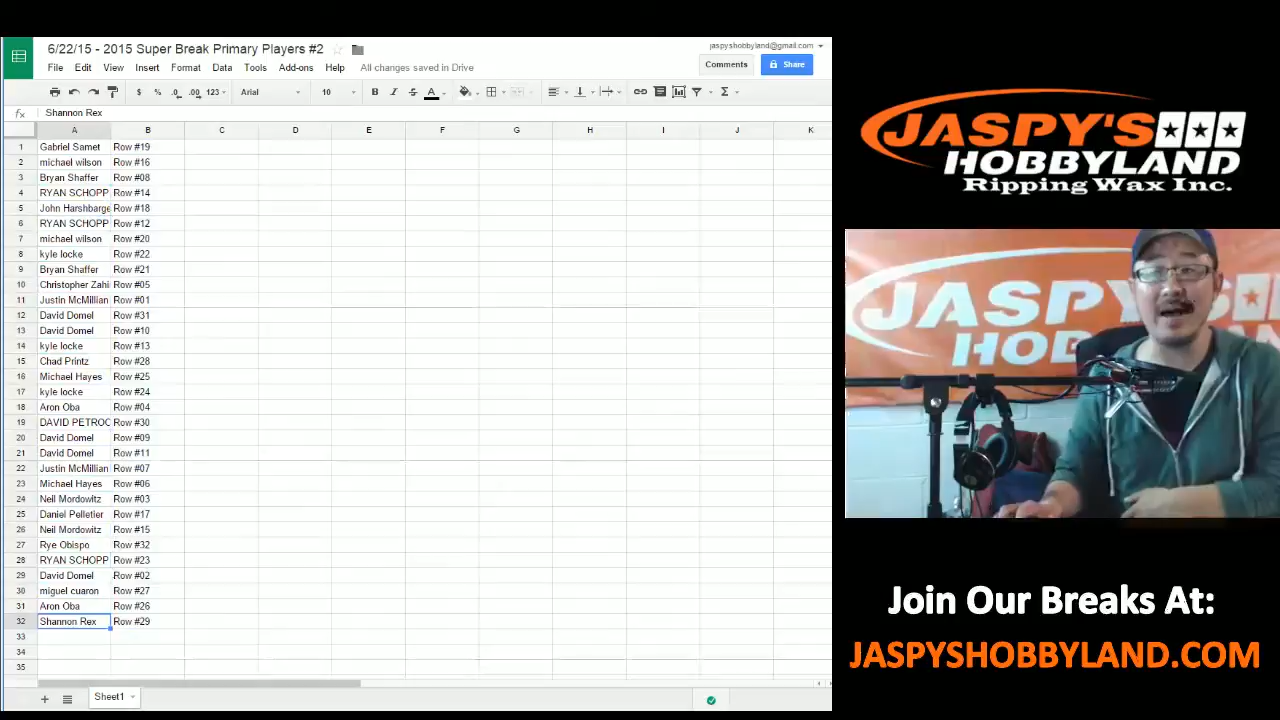 6/22/15 - 2015 Super Break Primary Players #2
jaspyshobbyland@gmail.com
File Edit View Insert Format Data Tools Add-ons Help All changes saved in Drive
Comments
Share
$ % .0 .00 123 Arial 10 B I S A
fx Shannon Rex
A B C D E F G H I J K
1 Gabriel Samet Row #19
2 michael wilson Row #16
3 Bryan Shaffer Row #08
4 RYAN SCHOPP Row #14
5 John Harshbarge Row #18
6 RYAN SCHOPP Row #12
7 michael wilson Row #20
8 kyle locke Row #22
9 Bryan Shaffer Row #21
10 Christopher Zahi Row #05
11 Justin McMillian Row #01
12 David Domel Row #31
13 David Domel Row #10
14 kyle locke Row #13
15 Chad Printz Row #28
16 Michael Hayes Row #25
17 kyle locke Row #24
18 Aron Oba Row #04
19 DAVID PETROC Row #30
20 David Domel Row #09
21 David Domel Row #11
22 Justin McMillian Row #07
23 Michael Hayes Row #06
24 Neil Mordowitz Row #03
25 Daniel Pelletier Row #17
26 Neil Mordowitz Row #15
27 Rye Obispo Row #32
28 RYAN SCHOPP Row #23
29 David Domel Row #02
30 miguel cuaron Row #27
31 Aron Oba Row #26
32 Shannon Rex Row #29
33
34
35
Sheet1
JASPY'S
HOBBYLAND
Ripping Wax Inc.
JASPY'S
HOB
Join Our Breaks At:
JASPYSHOBBYLAND.COM